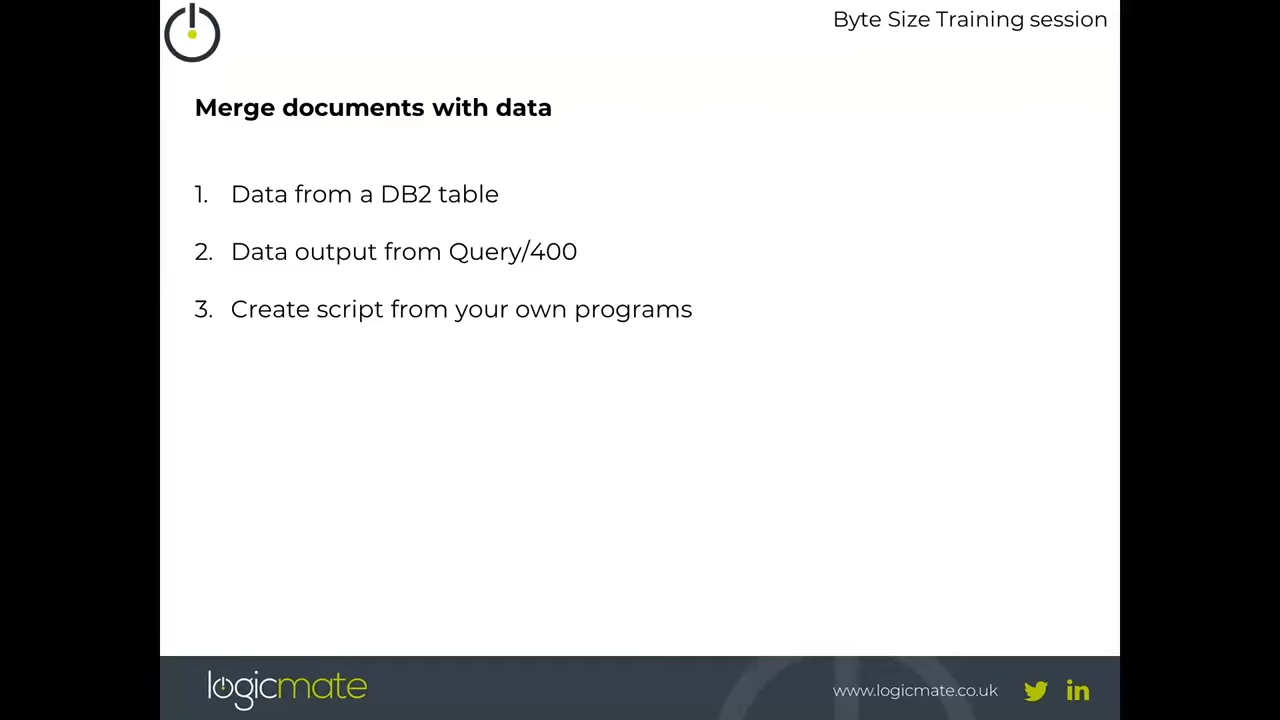 Byte Size Training session
Merge documents with data
1. Data from a DB2 table
2. Data output from Query/400
3. Create script from your own programs
logicmate
www.logicmate.co.uk
in